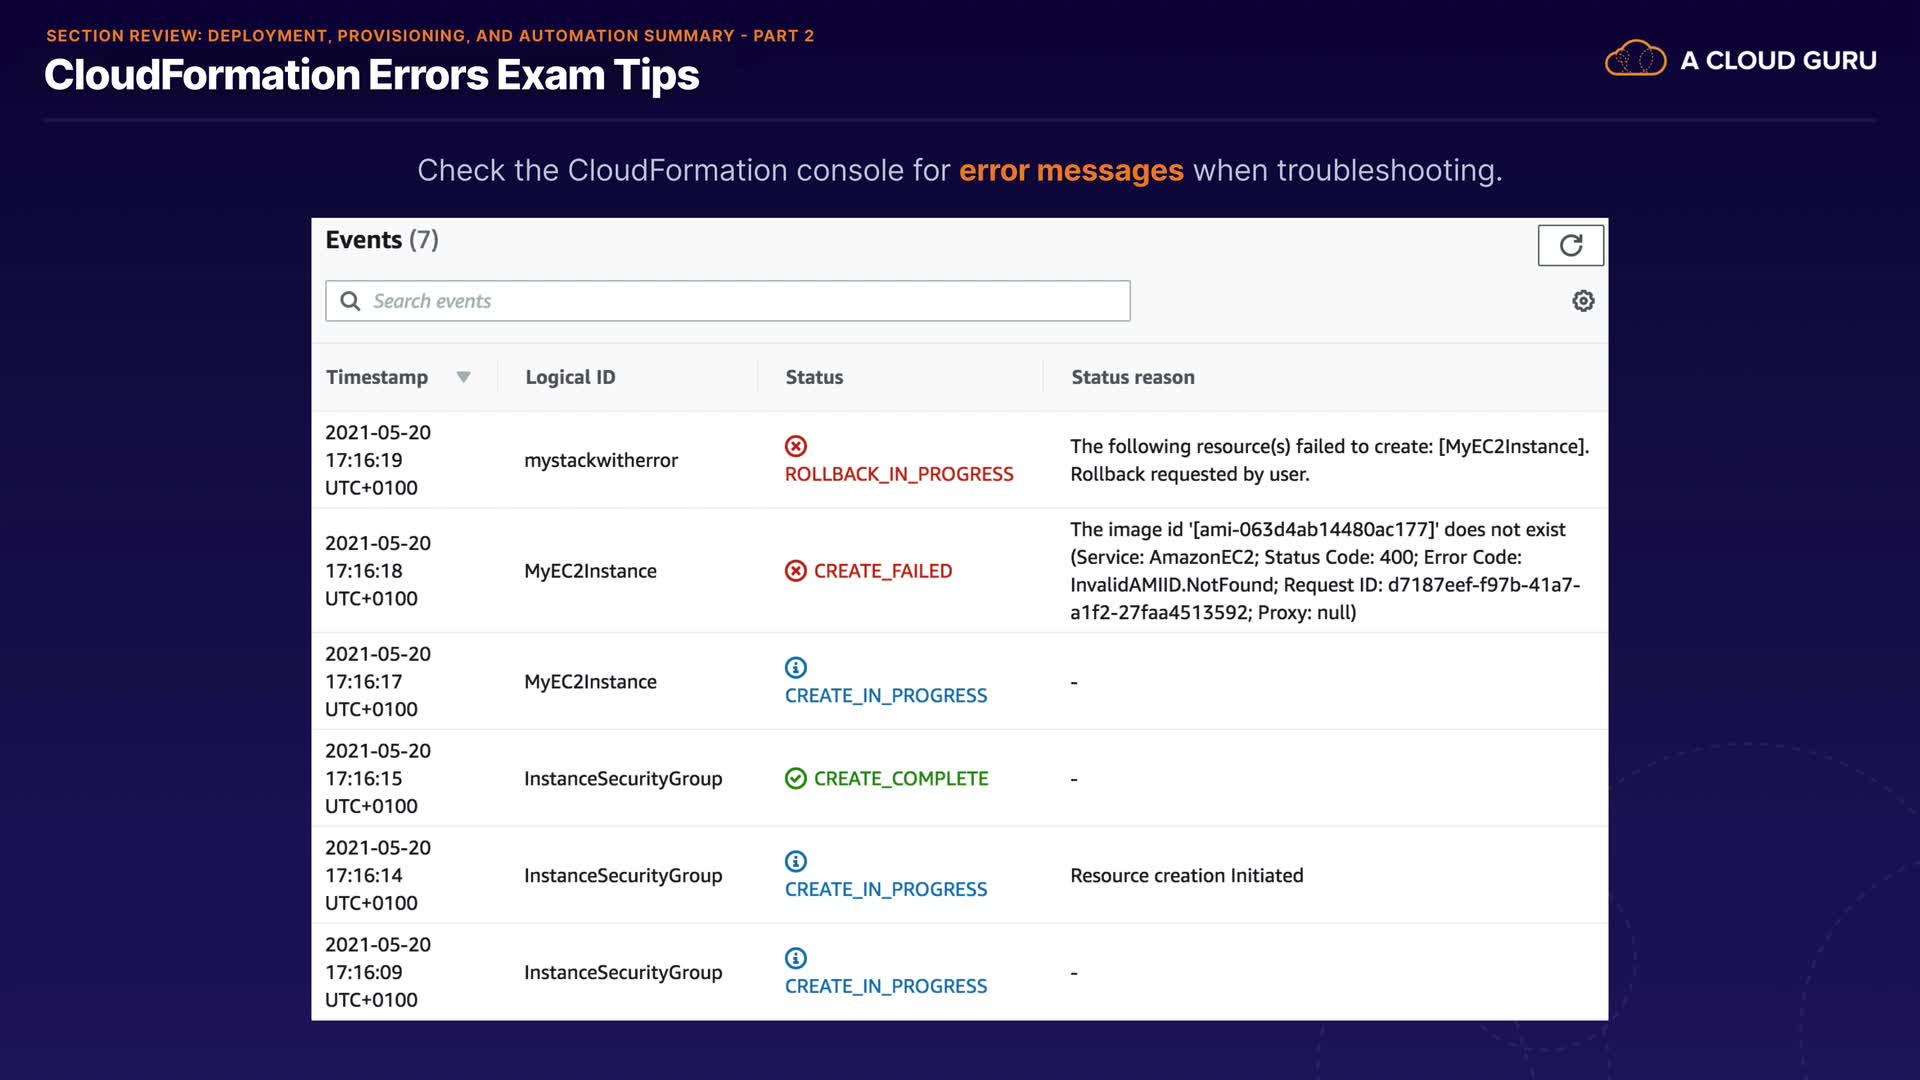 SECTION REVIEW: DEPLOYMENT, PROVISIONING, AND AUTOMATION SUMMARY - PART 2
CloudFormation Errors Exam Tips
A CLOUD GURU
Check the CloudFormation console for error messages when troubleshooting.
Events (7)
Search events
Timestamp Logical ID Status Status reason
2021-05-20
17:16:19
UTC+0100
mystackwitherror
ROLLBACK_IN_PROGRESS
The following resource(s) failed to create: [MyEC2Instance].
Rollback requested by user.
2021-05-20
17:16:18
UTC+0100
MyEC2Instance
CREATE_FAILED
The image id '[ami-063d4ab14480ac177]' does not exist
(Service: AmazonEC2; Status Code: 400; Error Code:
InvalidAMIID.NotFound; Request ID: d7187eef-f97b-41a7-
a1f2-27faa4513592; Proxy: null)
2021-05-20
17:16:17
UTC+0100
MyEC2Instance
CREATE_IN_PROGRESS
-
2021-05-20
17:16:15
UTC+0100
InstanceSecurityGroup
CREATE_COMPLETE
-
2021-05-20
17:16:14
UTC+0100
InstanceSecurityGroup
CREATE_IN_PROGRESS
Resource creation Initiated
2021-05-20
17:16:09
UTC+0100
InstanceSecurityGroup
CREATE_IN_PROGRESS
-